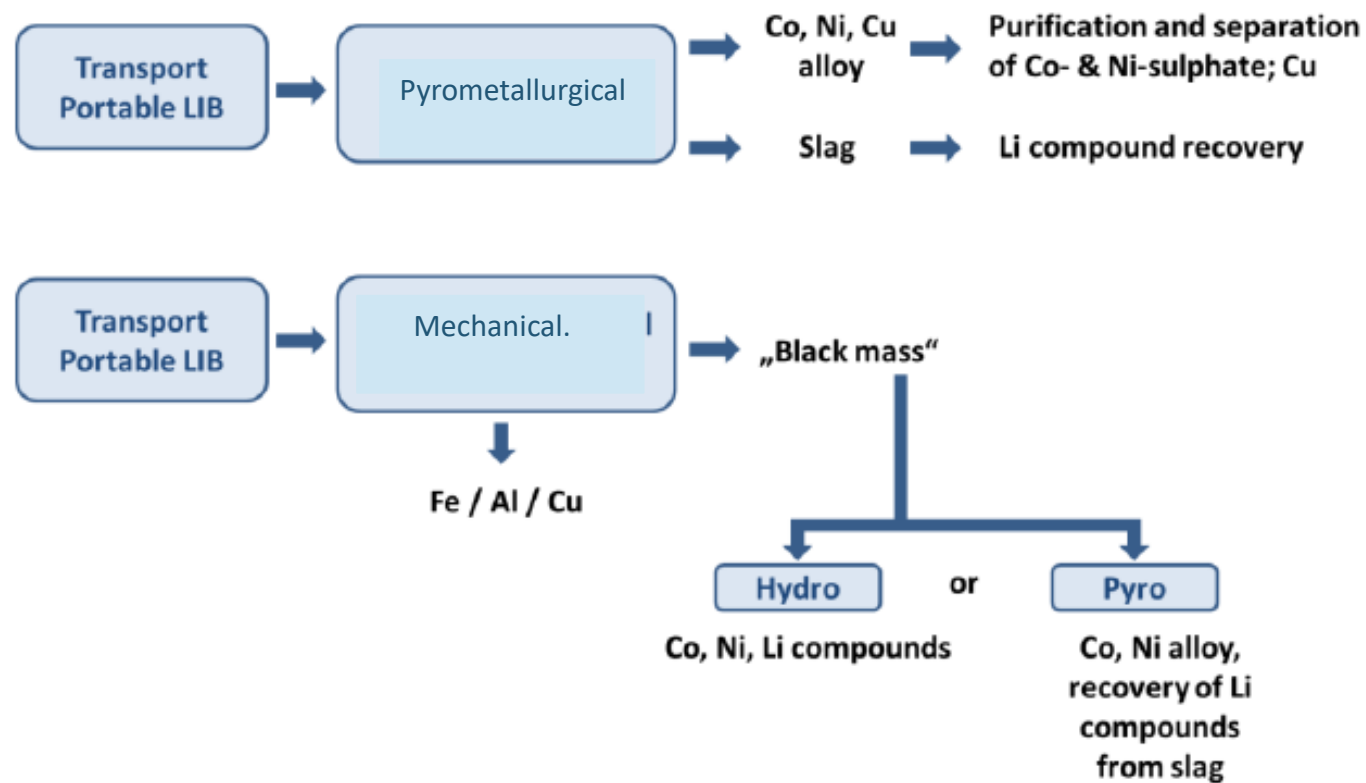 Transport
Portable LIB
Pyrometallurgical
Co, Ni, Cu
alloy
Purification and separation
of Co- & Ni-sulphate; Cu
Slag
Li compound recovery
Transport
Portable LIB
Mechanical.
„Black mass“
Fe / Al / Cu
Hydro
or
Pyro
Co, Ni, Li compounds
Co, Ni alloy,
recovery of Li
compounds
from slag